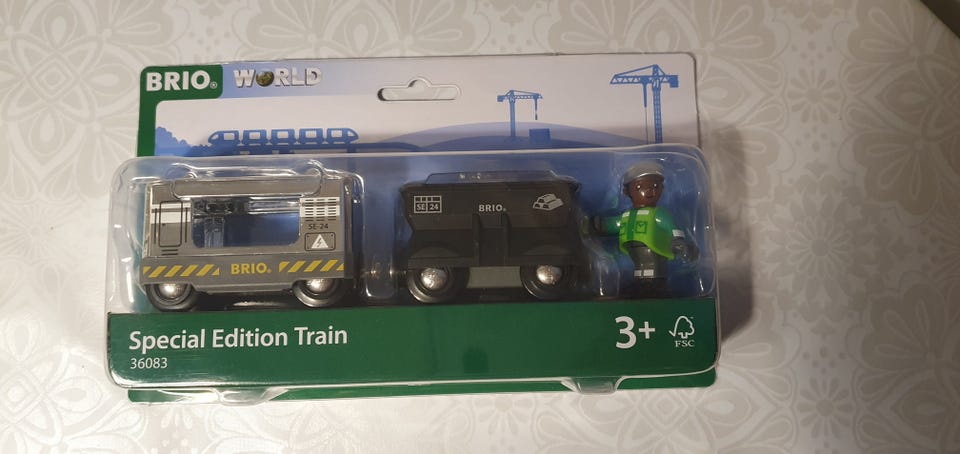 BRIO®
WORLD
SE-24
BRIO®
SE 24
BRIO®
Special Edition Train
36083
3+
FSC